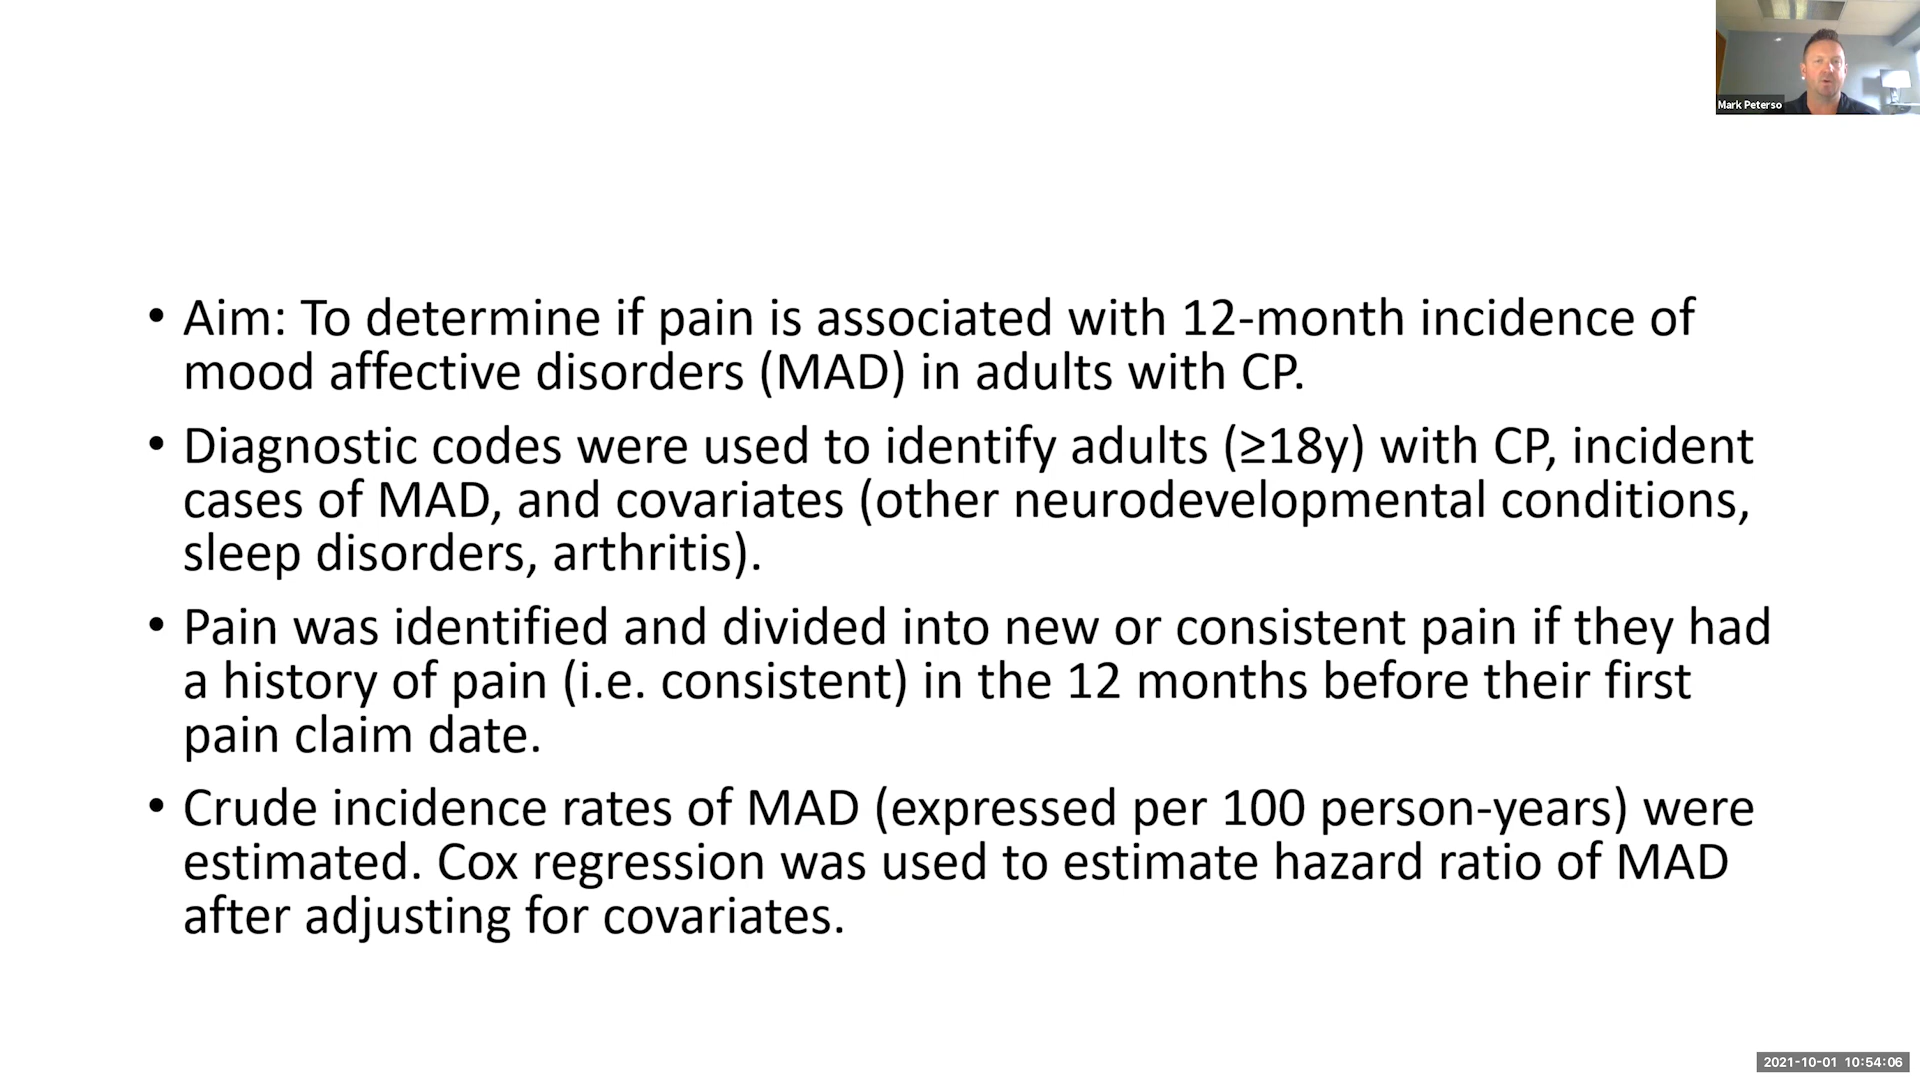 Mark Peterso
• Aim: To determine if pain is associated with 12-month incidence of
mood affective disorders (MAD) in adults with CP.
• Diagnostic codes were used to identify adults (≥18y) with CP, incident
cases of MAD, and covariates (other neurodevelopmental conditions,
sleep disorders, arthritis).
• Pain was identified and divided into new or consistent pain if they had
a history of pain (i.e. consistent) in the 12 months before their first
pain claim date.
• Crude incidence rates of MAD (expressed per 100 person-years) were
estimated. Cox regression was used to estimate hazard ratio of MAD
after adjusting for covariates.
2021-10-01 10:54:06